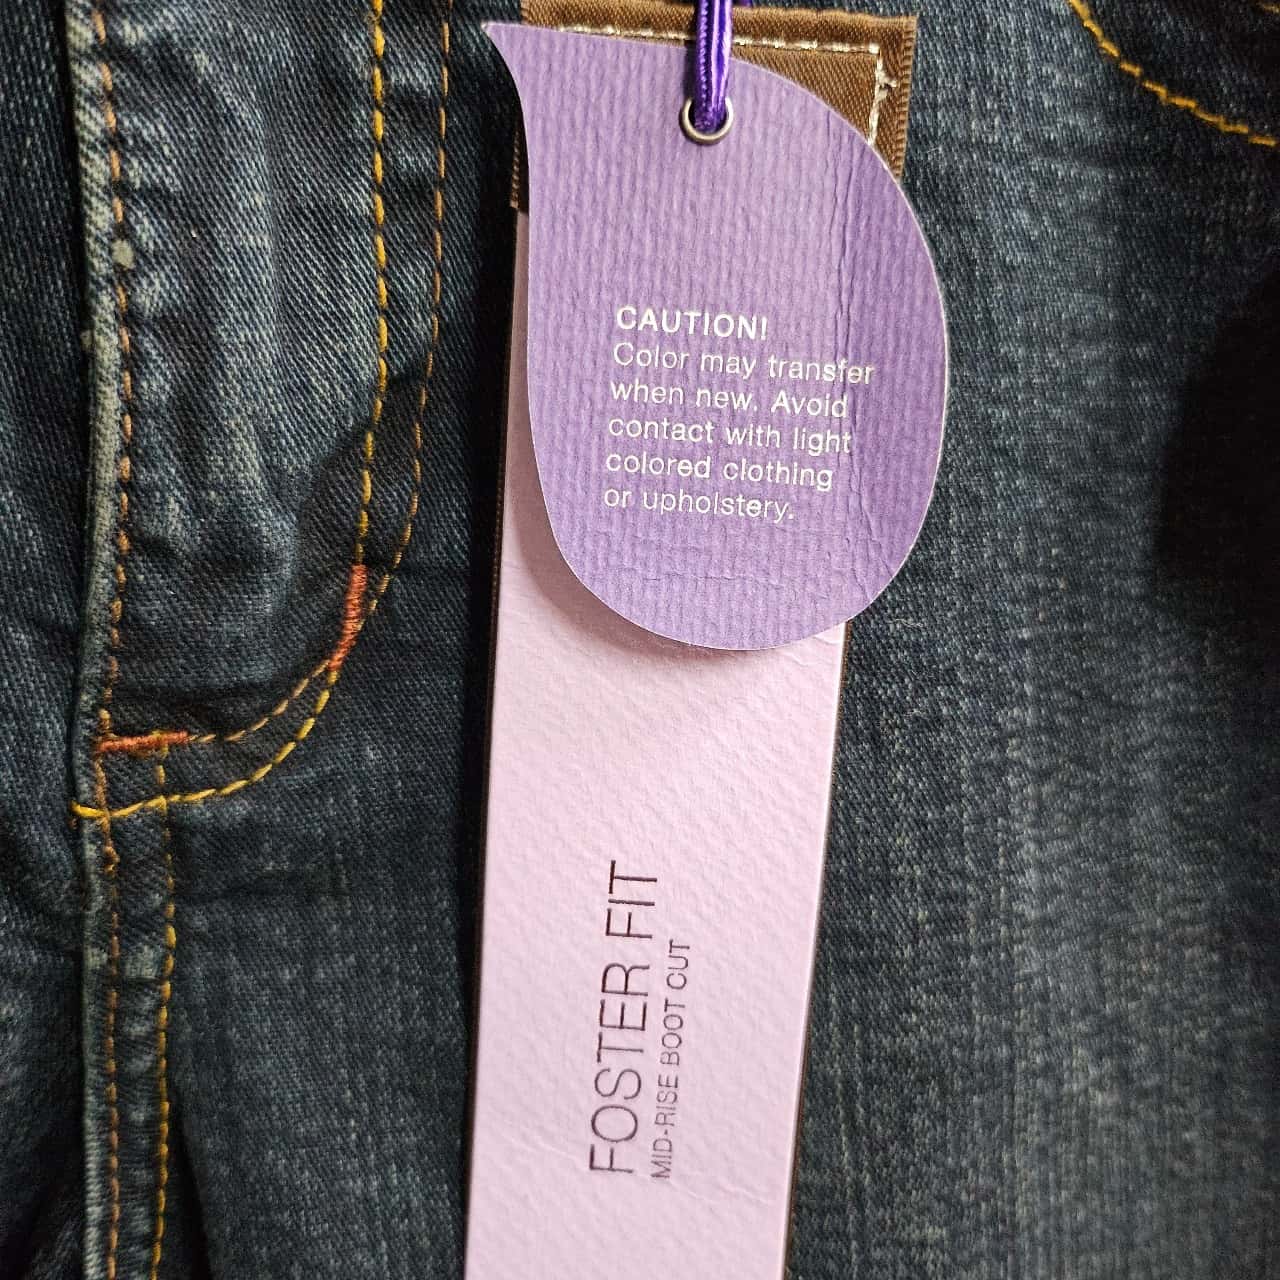 CAUTION!
Color may transfer
when new. Avoid
contact with light
colored clothing
or upholstery.
FOSTER FIT
MID-RISE BOOT CUT